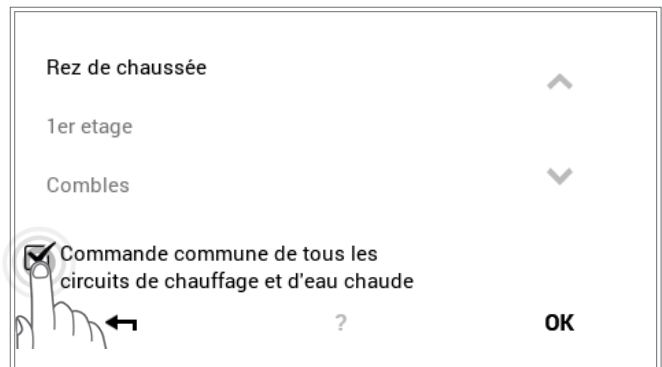 Rez de chaussée
1er etage
Combles
Commande commune de tous les
circuits de chauffage et d'eau chaude
?
OK